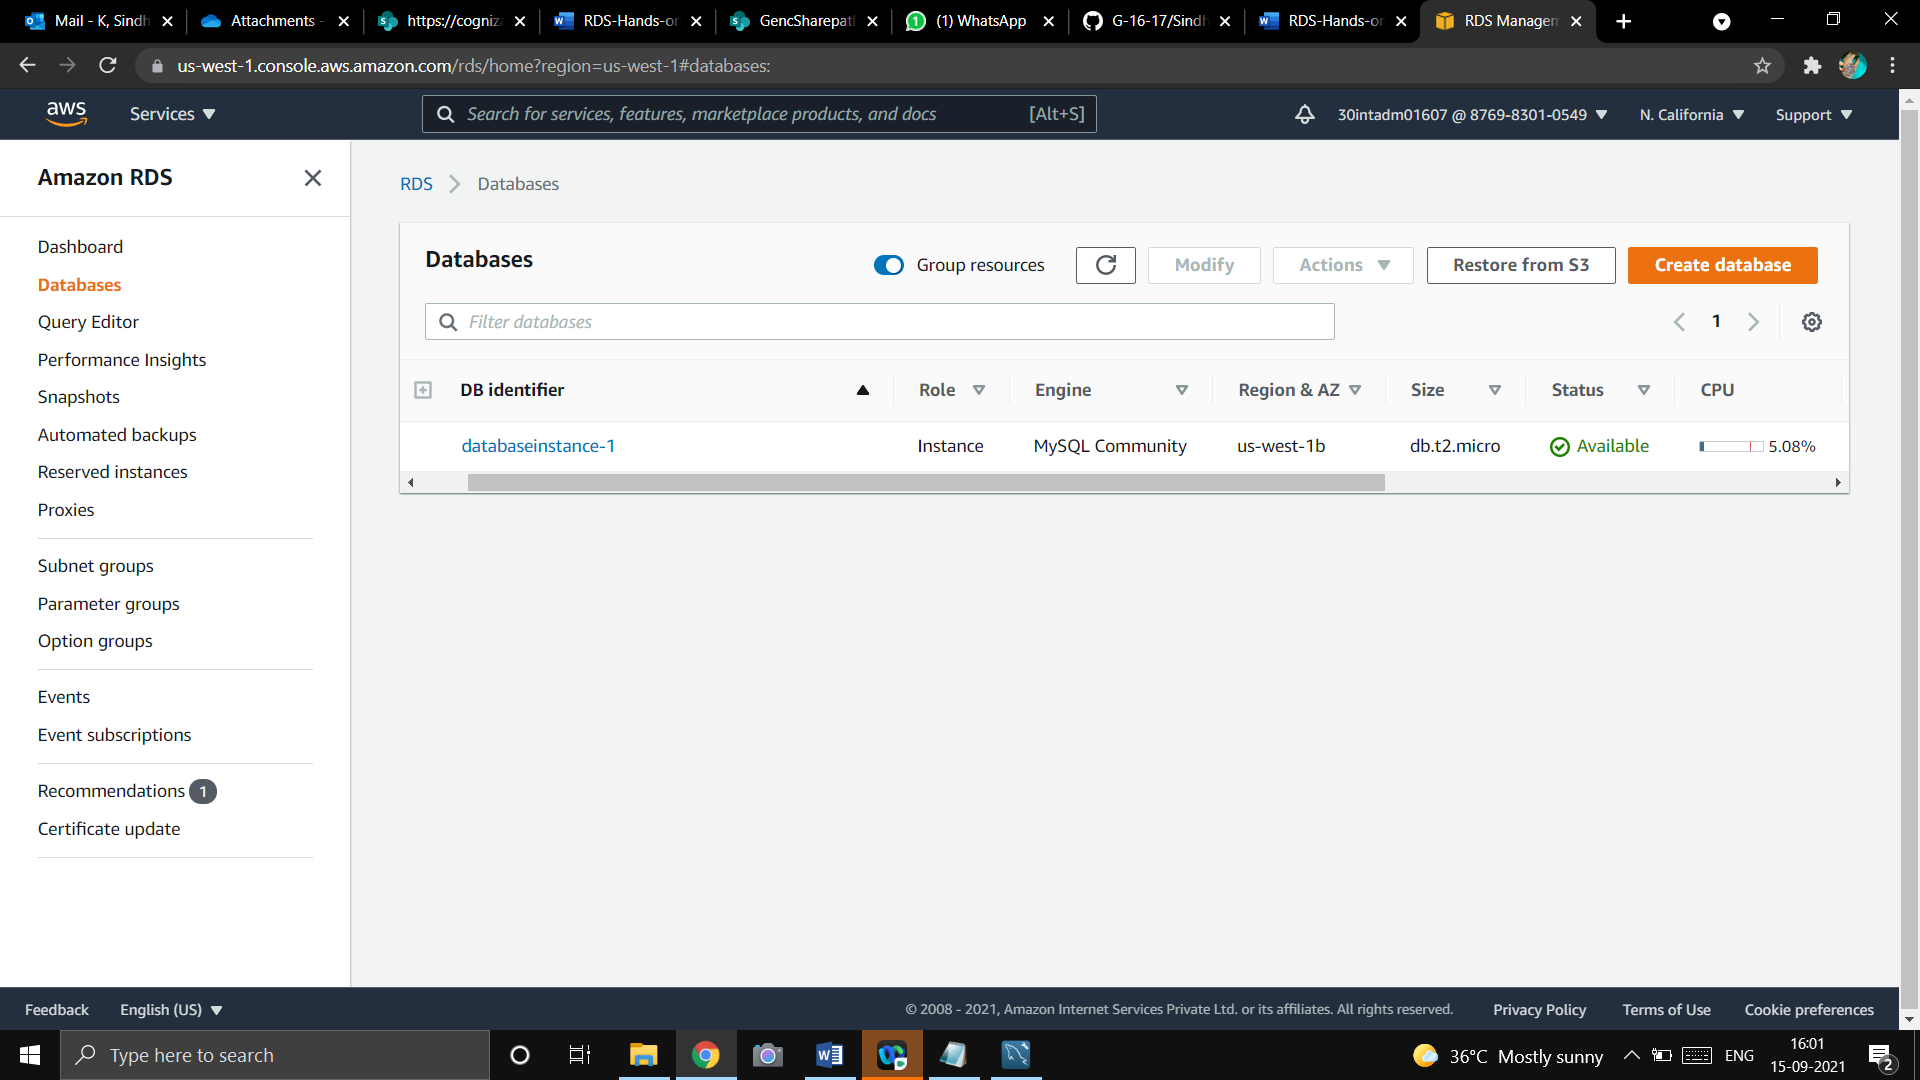 Mail - K, Sindh
Attachments -
https://cogniza
RDS-Hands-on
GencSharepath
(1) WhatsApp
G-16-17/Sindh
RDS-Hands-on
RDS Managem
us-west-1.console.aws.amazon.com/rds/home?region=us-west-1#databases:
aws
Services
Search for services, features, marketplace products, and docs [Alt+S]
30intadm01607 @ 8769-8301-0549
N. California
Support
Amazon RDS
Dashboard
Databases
Query Editor
Performance Insights
Snapshots
Automated backups
Reserved instances
Proxies
Subnet groups
Parameter groups
Option groups
Events
Event subscriptions
Recommendations 1
Certificate update
RDS Databases
Databases
Group resources
Modify
Actions
Restore from S3
Create database
Filter databases
1
DB identifier Role Engine Region & AZ Size Status CPU
databaseinstance-1 Instance MySQL Community us-west-1b db.t2.micro Available 5.08%
Feedback
English (US)
© 2008 - 2021, Amazon Internet Services Private Ltd. or its affiliates. All rights reserved.
Privacy Policy
Terms of Use
Cookie preferences
Type here to search
36°C Mostly sunny
ENG
16:01
15-09-2021
2